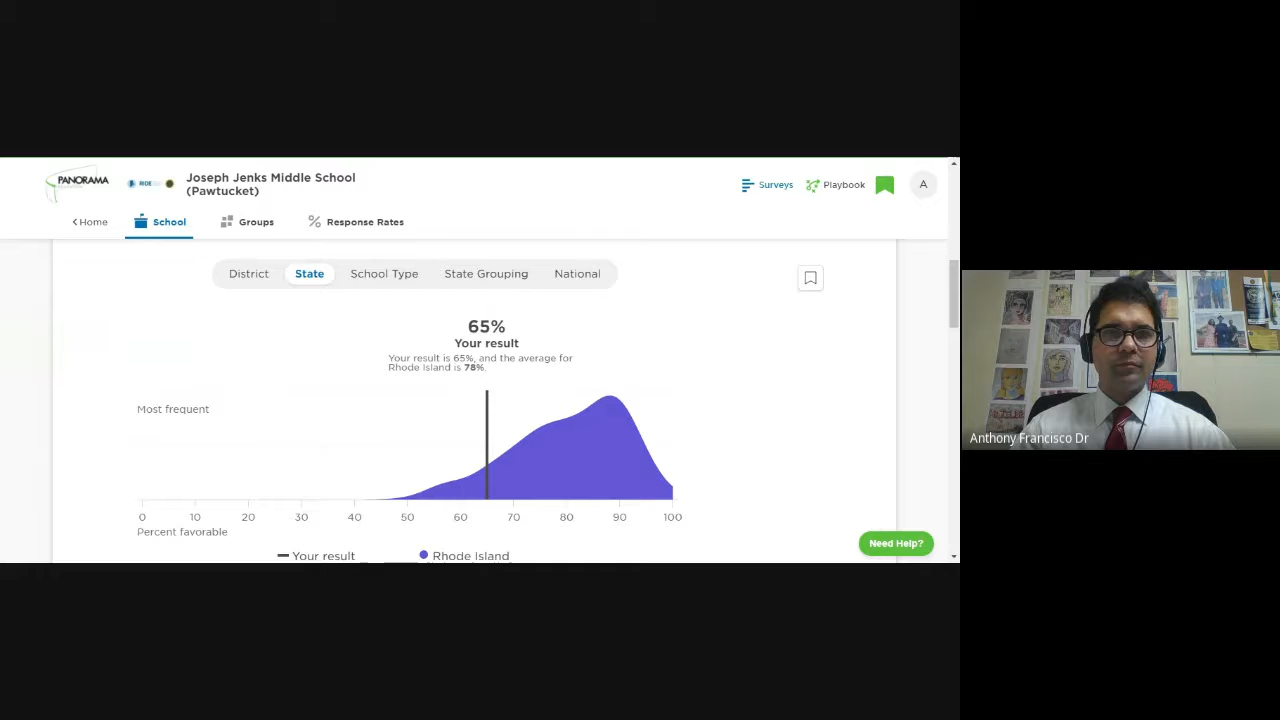 PANORAMA
RIDE
Joseph Jenks Middle School
(Pawtucket)
Surveys
Playbook
A
Home
School
Groups
Response Rates
District
State
School Type
State Grouping
National
65%
Your result
Your result is 65%, and the average for
Rhode Island is 78%.
Most frequent
0 10 20 30 40 50 60 70 80 90 100
Percent favorable
Your result
Rhode Island
Need Help?
Anthony Francisco Dr